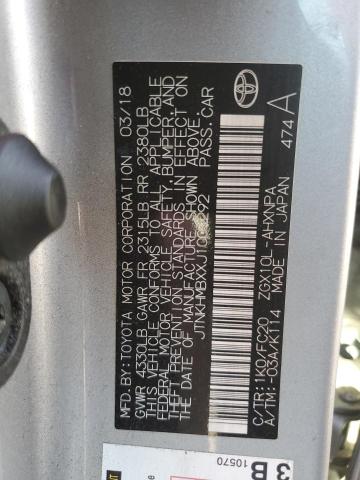 MFD. BY: TOYOTA MOTOR CORPORATION 03/18
GVWR 4330LB GAWR FR 2315LB RR 2380LB
THIS VEHICLE CONFORMS TO ALL APPLICABLE
FEDERAL MOTOR VEHICLE SAFETY, BUMPER, AND
THEFT PREVENTION STANDARDS IN EFFECT ON
THE DATE OF MANUFACTURE SHOWN ABOVE.
PASS. CAR
C/TR: 1K0/FC20 ZGX10L-AHXNPA
A/TM: -03A/K114 MADE IN JAPAN
474 A
3B
10570